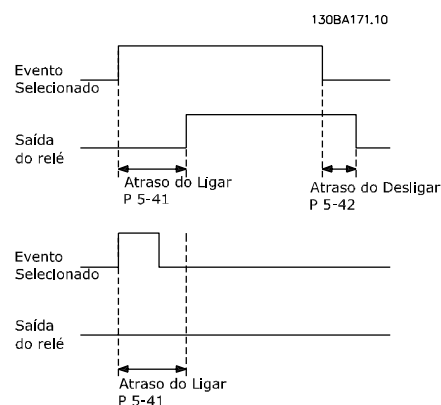 130BA171.10
Evento
Selecionado
Saída
do relé
Atraso do Ligar
P 5-41
Atraso do Desligar
P 5-42
Evento
Selecionado
Saída
do relé
Atraso do Ligar
P 5-41